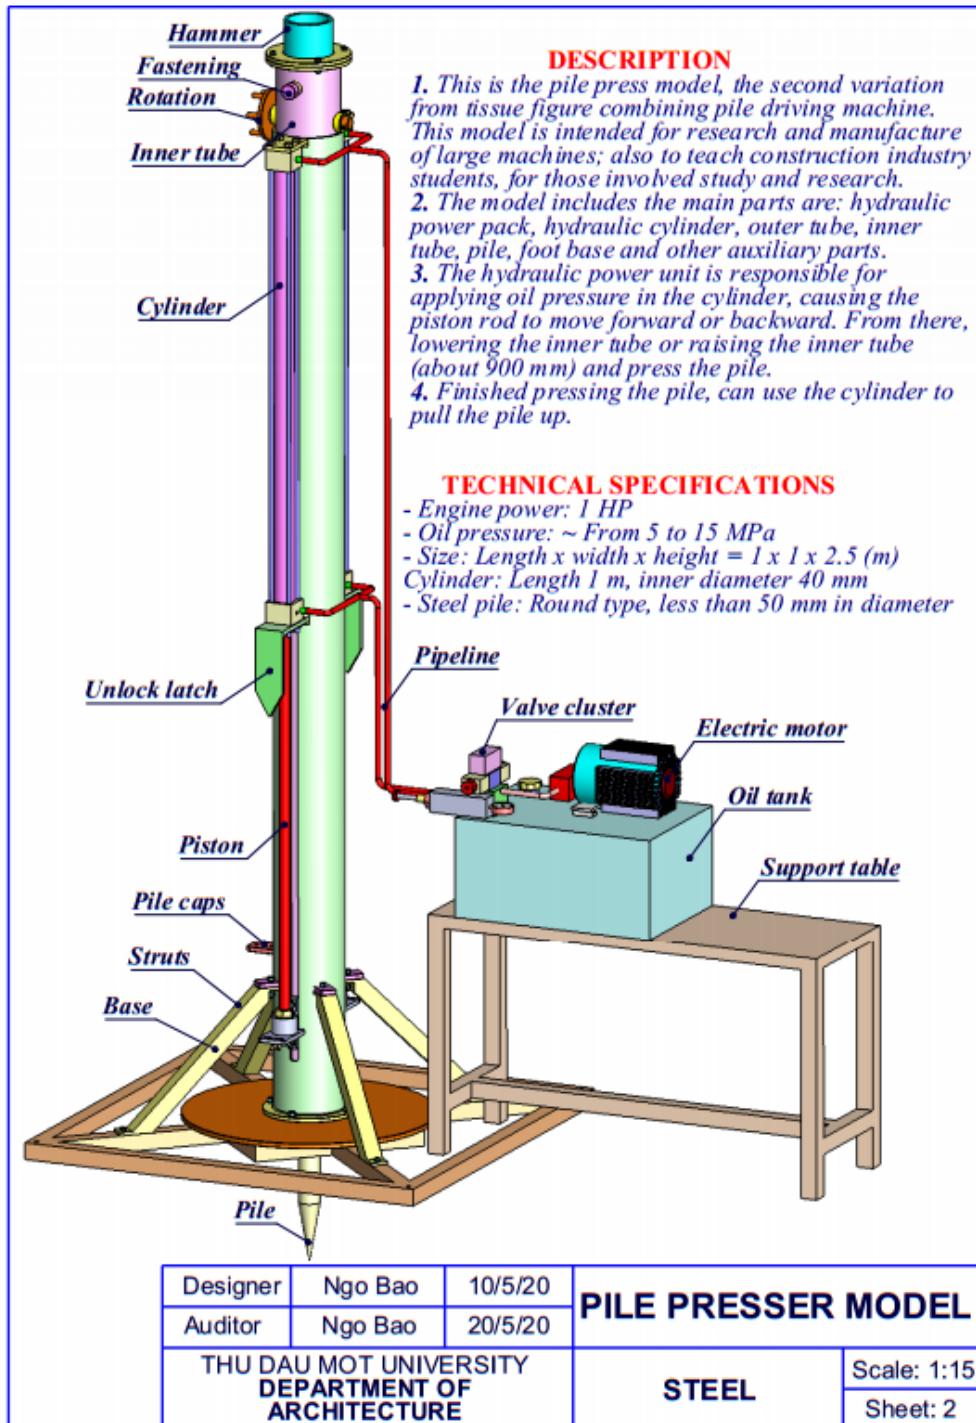 Hammer
Fastening
Rotation
Inner tube
Cylinder
Unlock latch
Piston
Pile caps
Struts
Base
Pile
DESCRIPTION
1. This is the pile press model, the second variation
from tissue figure combining pile driving machine.
This model is intended for research and manufacture
of large machines; also to teach construction industry
students, for those involved study and research.
2. The model includes the main parts are: hydraulic
power pack, hydraulic cylinder, outer tube, inner
tube, pile, foot base and other auxiliary parts.
3. The hydraulic power unit is responsible for
applying oil pressure in the cylinder, causing the
piston rod to move forward or backward. From there,
lowering the inner tube or raising the inner tube
(about 900 mm) and press the pile.
4. Finished pressing the pile, can use the cylinder to
pull the pile up.
TECHNICAL SPECIFICATIONS
- Engine power: 1 HP
- Oil pressure: ~ From 5 to 15 MPa
- Size: Length x width x height = 1 x 1 x 2.5 (m)
Cylinder: Length 1 m, inner diameter 40 mm
- Steel pile: Round type, less than 50 mm in diameter
Pipeline
Valve cluster
Electric motor
Oil tank
Support table
Designer Ngo Bao 10/5/20
Auditor Ngo Bao 20/5/20
PILE PRESSER MODEL
THU DAU MOT UNIVERSITY
DEPARTMENT OF
ARCHITECTURE
STEEL
Scale: 1:15
Sheet: 2